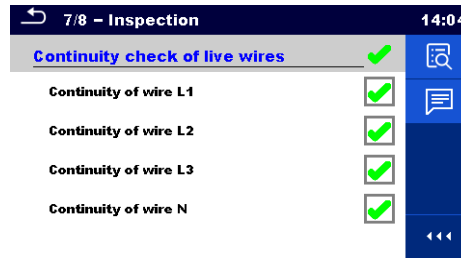 7/8 – Inspection 14:04
Continuity check of live wires
Continuity of wire L1
Continuity of wire L2
Continuity of wire L3
Continuity of wire N